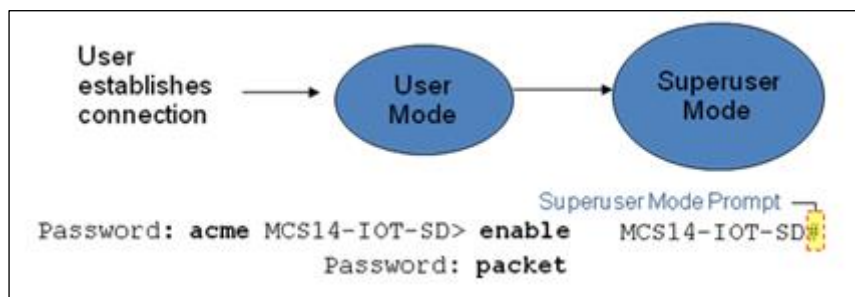 User
establishes
connection
User
Mode
Superuser
Mode
Superuser Mode Prompt
Password: acme MCS14-IOT-SD> enable MCS14-IOT-SD#
Password: packet